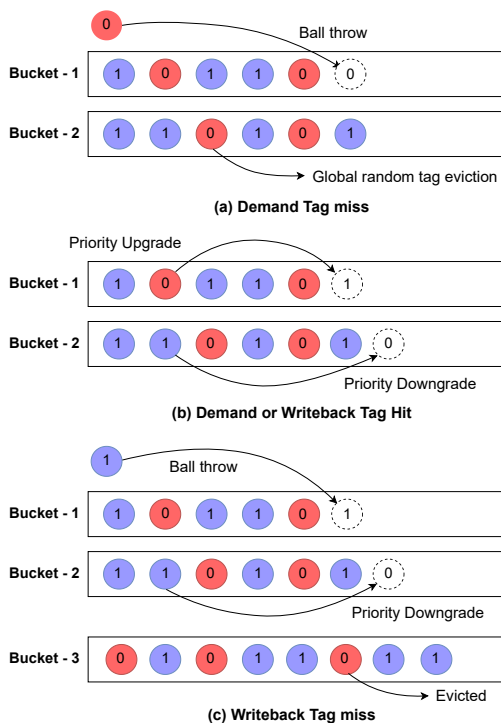 0
Ball throw
Bucket - 1 1 0 1 1 0 0
Bucket - 2 1 1 0 1 0 1
Global random tag eviction
(a) Demand Tag miss
Priority Upgrade
Bucket - 1 1 0 1 1 0 1
Bucket - 2 1 1 0 1 0 1 0
Priority Downgrade
(b) Demand or Writeback Tag Hit
1
Ball throw
Bucket - 1 1 0 1 1 0 1
Bucket - 2 1 1 0 1 0 1 0
Priority Downgrade
Bucket - 3 0 1 0 1 1 0 1 1
Evicted
(c) Writeback Tag miss